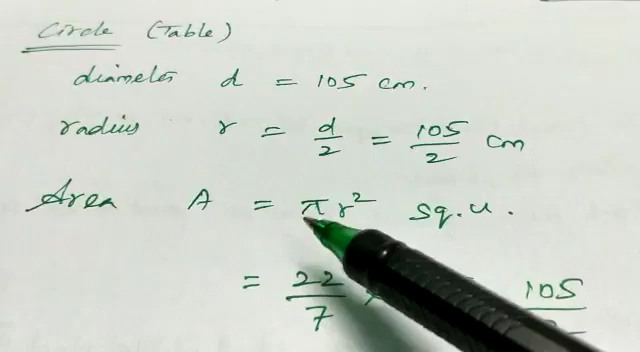 Circle (Table)
diameter d = 105 cm.
radius r = d/2 = 105/2 cm
Area A = πr² sq.u.
= 22/7 × 105